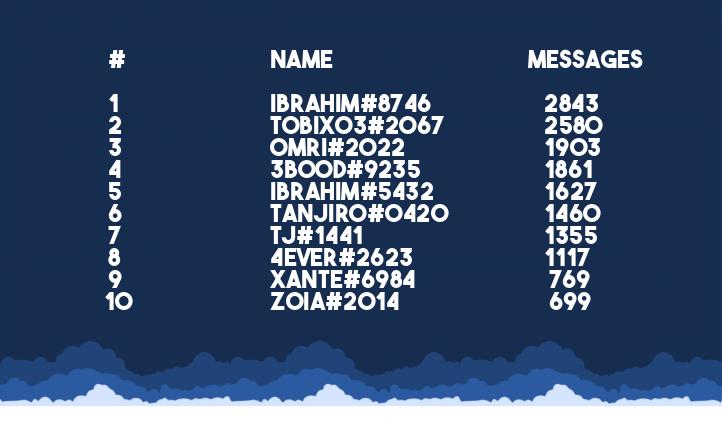 # NAME MESSAGES
1 IBRAHIM#8746 2843
2 TOBIXO3#2067 2580
3 OMRI#2022 1903
4 3BOOD#9235 1861
5 IBRAHIM#5432 1627
6 TANJIRO#0420 1460
7 TJ#1441 1355
8 4EVER#2623 1117
9 XANTE#6984 769
10 ZOIA#2014 699